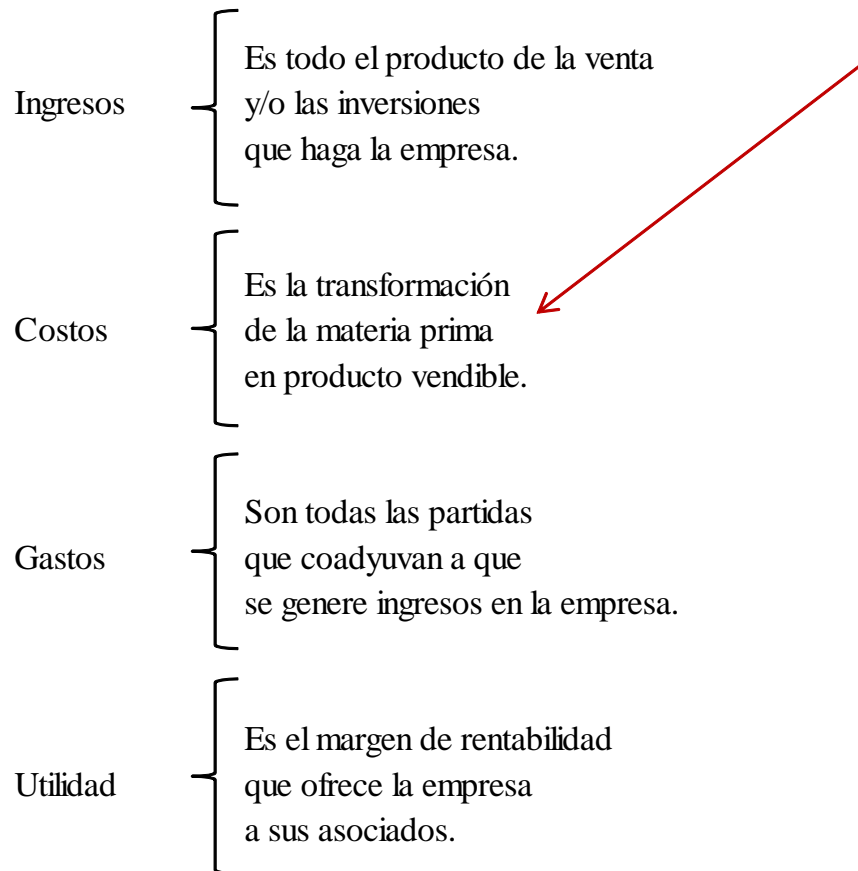 Ingresos
Es todo el producto de la venta
y/o las inversiones
que haga la empresa.
Costos
Es la transformación
de la materia prima
en producto vendible.
Gastos
Son todas las partidas
que coadyuvan a que
se genere ingresos en la empresa.
Utilidad
Es el margen de rentabilidad
que ofrece la empresa
a sus asociados.